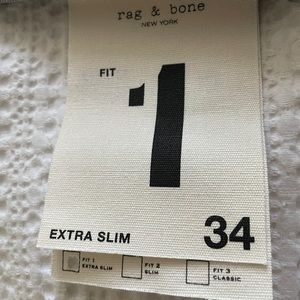 rag & bone
NEW YORK
FIT
1
EXTRA SLIM
34
FIT 1
EXTRA SLIM
FIT 2
SLIM
FIT 3
CLASSIC